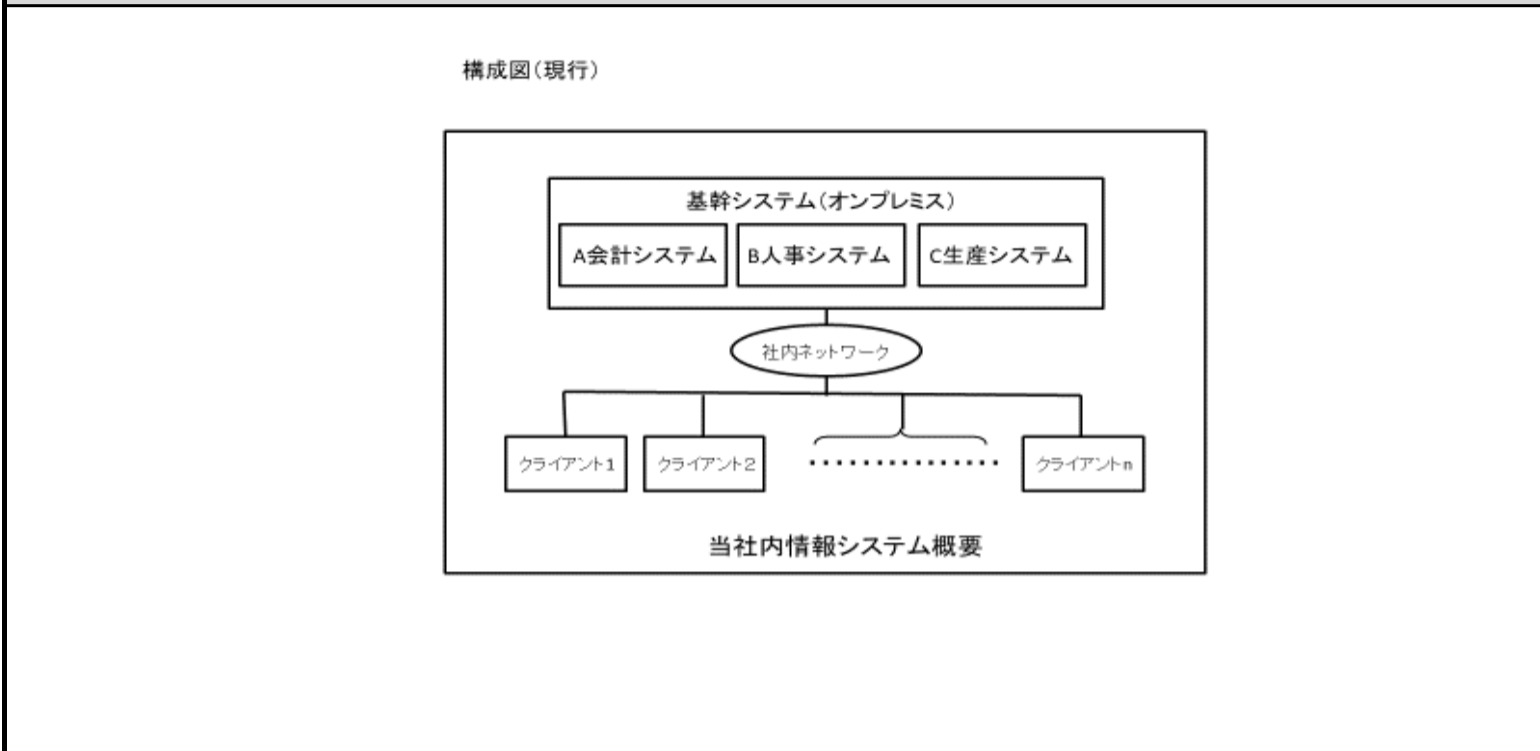 構成図(現行)
基幹システム(オンプレミス)
A会計システム
B人事システム
C生産システム
社内ネットワーク
クライアント1
クライアント2
クライアントn
当社内情報システム概要